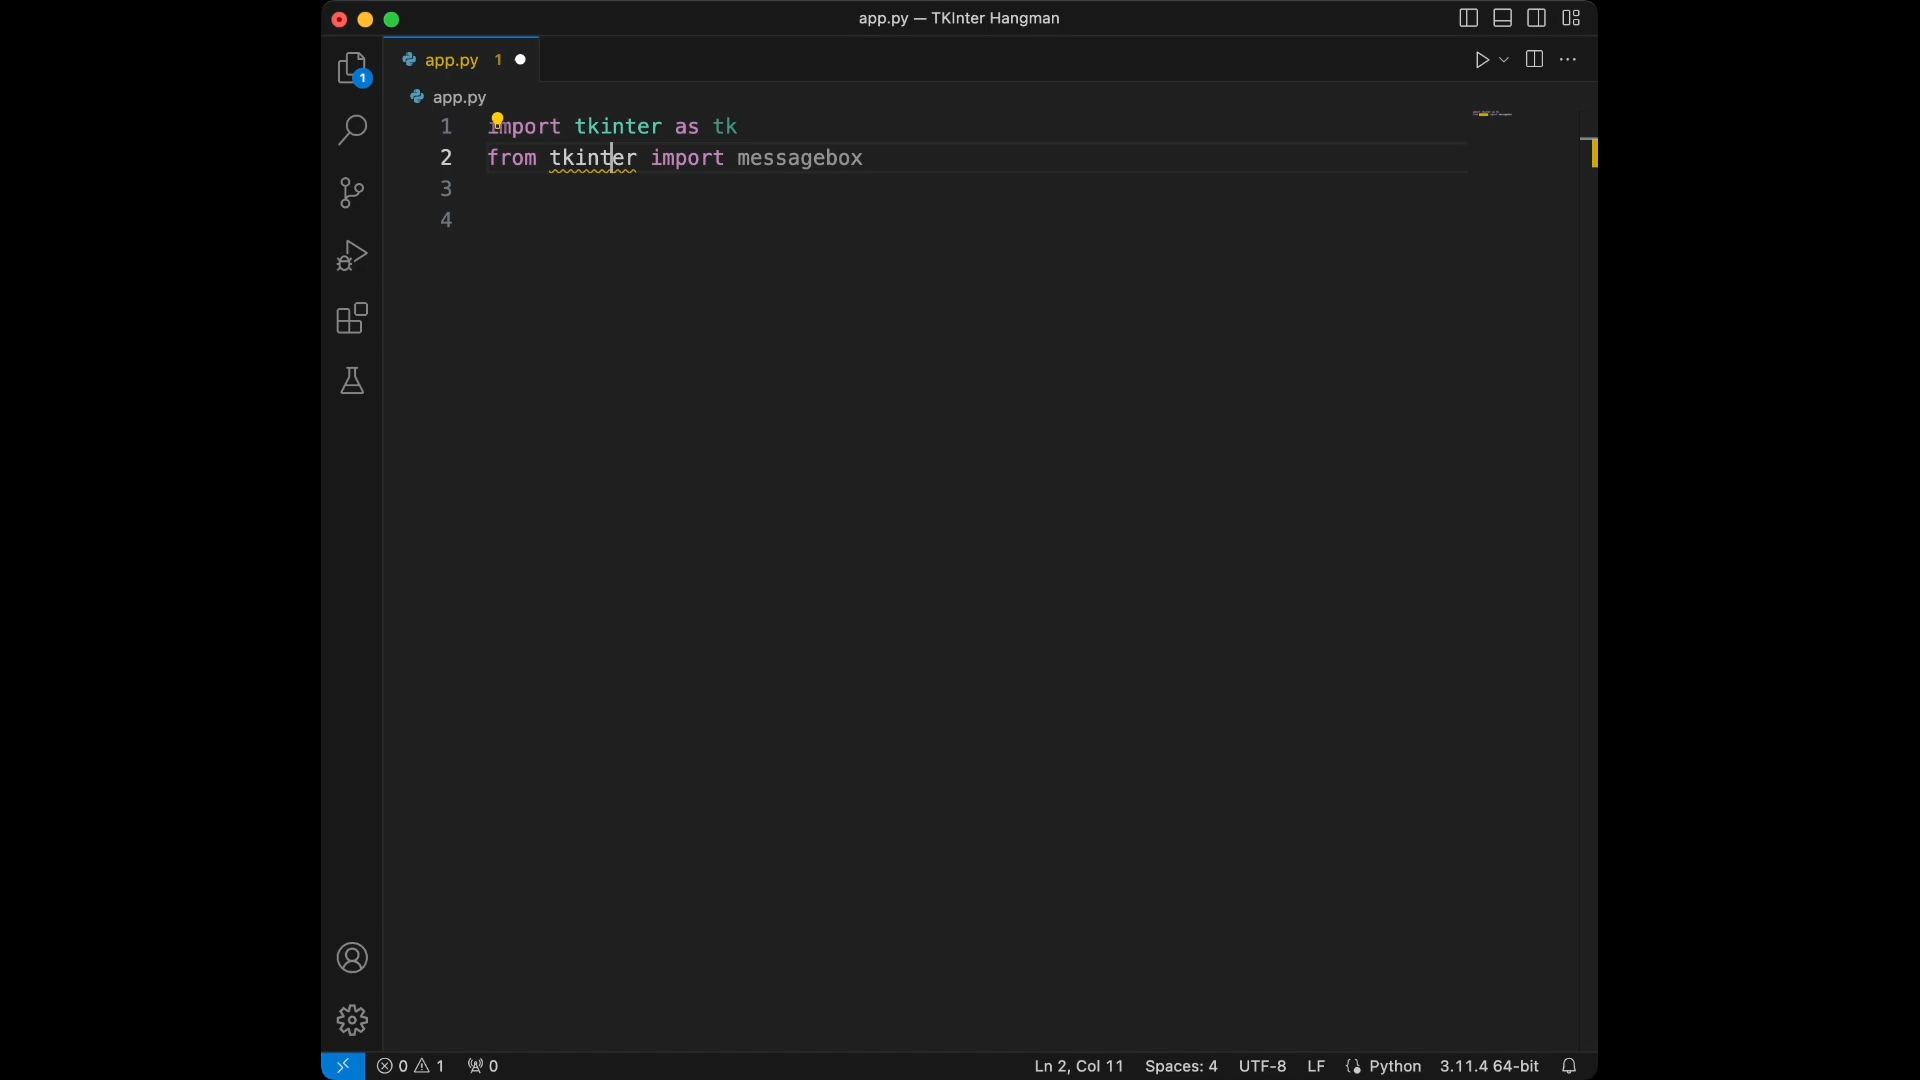 app.py — TKInter Hangman
app.py 1
1
app.py
1 import tkinter as tk
2 from tkinter import messagebox
3
4
0 1 0
Ln 2, Col 11 Spaces: 4 UTF-8 LF Python 3.11.4 64-bit